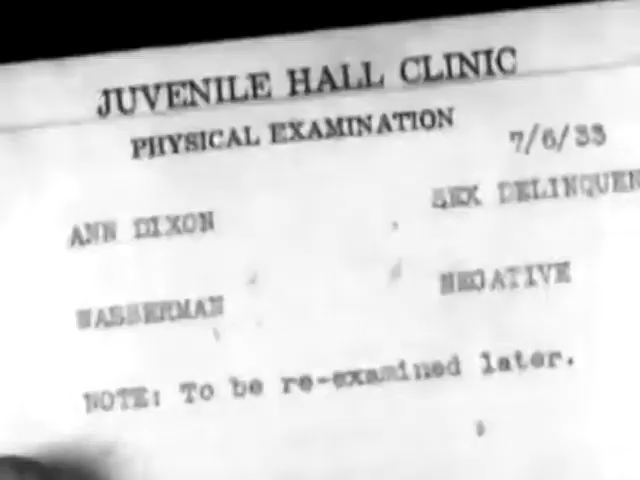 JUVENILE HALL CLINIC
PHYSICAL EXAMINATION
7/6/33
ANN DIXON SEX DELINQUEN
WASSERMAN NEGATIVE
NOTE: To be re-examined later.